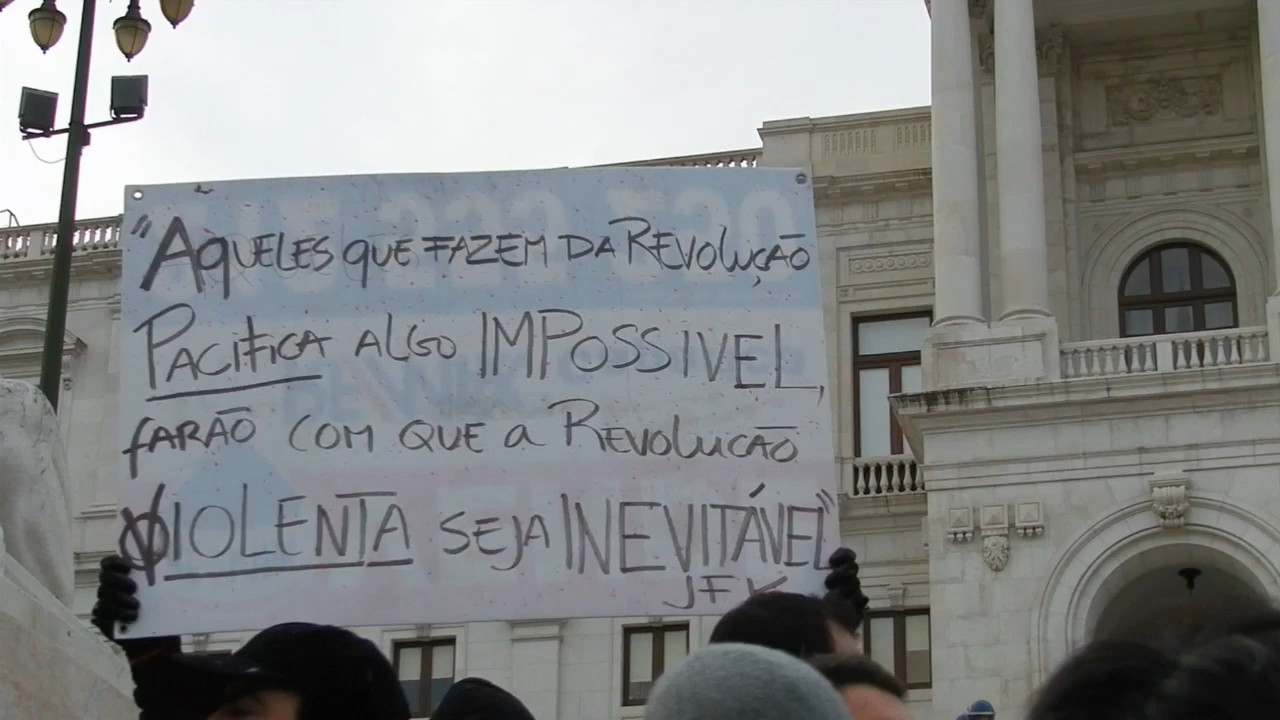 "AQUELES QUE FAZEM DA REVOLUÇÃO
PACIFICA ALGO IMPOSSIVEL,
FARÃO COM QUE A REVOLUCÃO
VIOLENTA SEJA INEVITÁVEL"
JFK